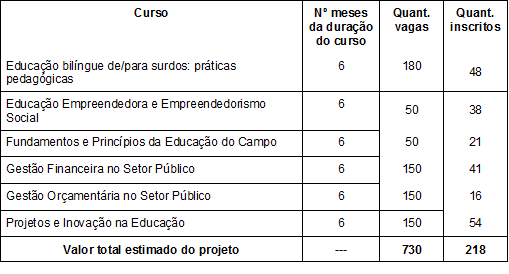 Curso Nº meses da duração do curso Quant. vagas Quant. inscritos
Educação bilíngue de/para surdos: práticas pedagógicas 6 180 48
Educação Empreendedora e Empreendedorismo Social 6 50 38
Fundamentos e Princípios da Educação do Campo 6 50 21
Gestão Financeira no Setor Público 6 150 41
Gestão Orçamentária no Setor Público 6 150 16
Projetos e Inovação na Educação 6 150 54
Valor total estimado do projeto --- 730 218